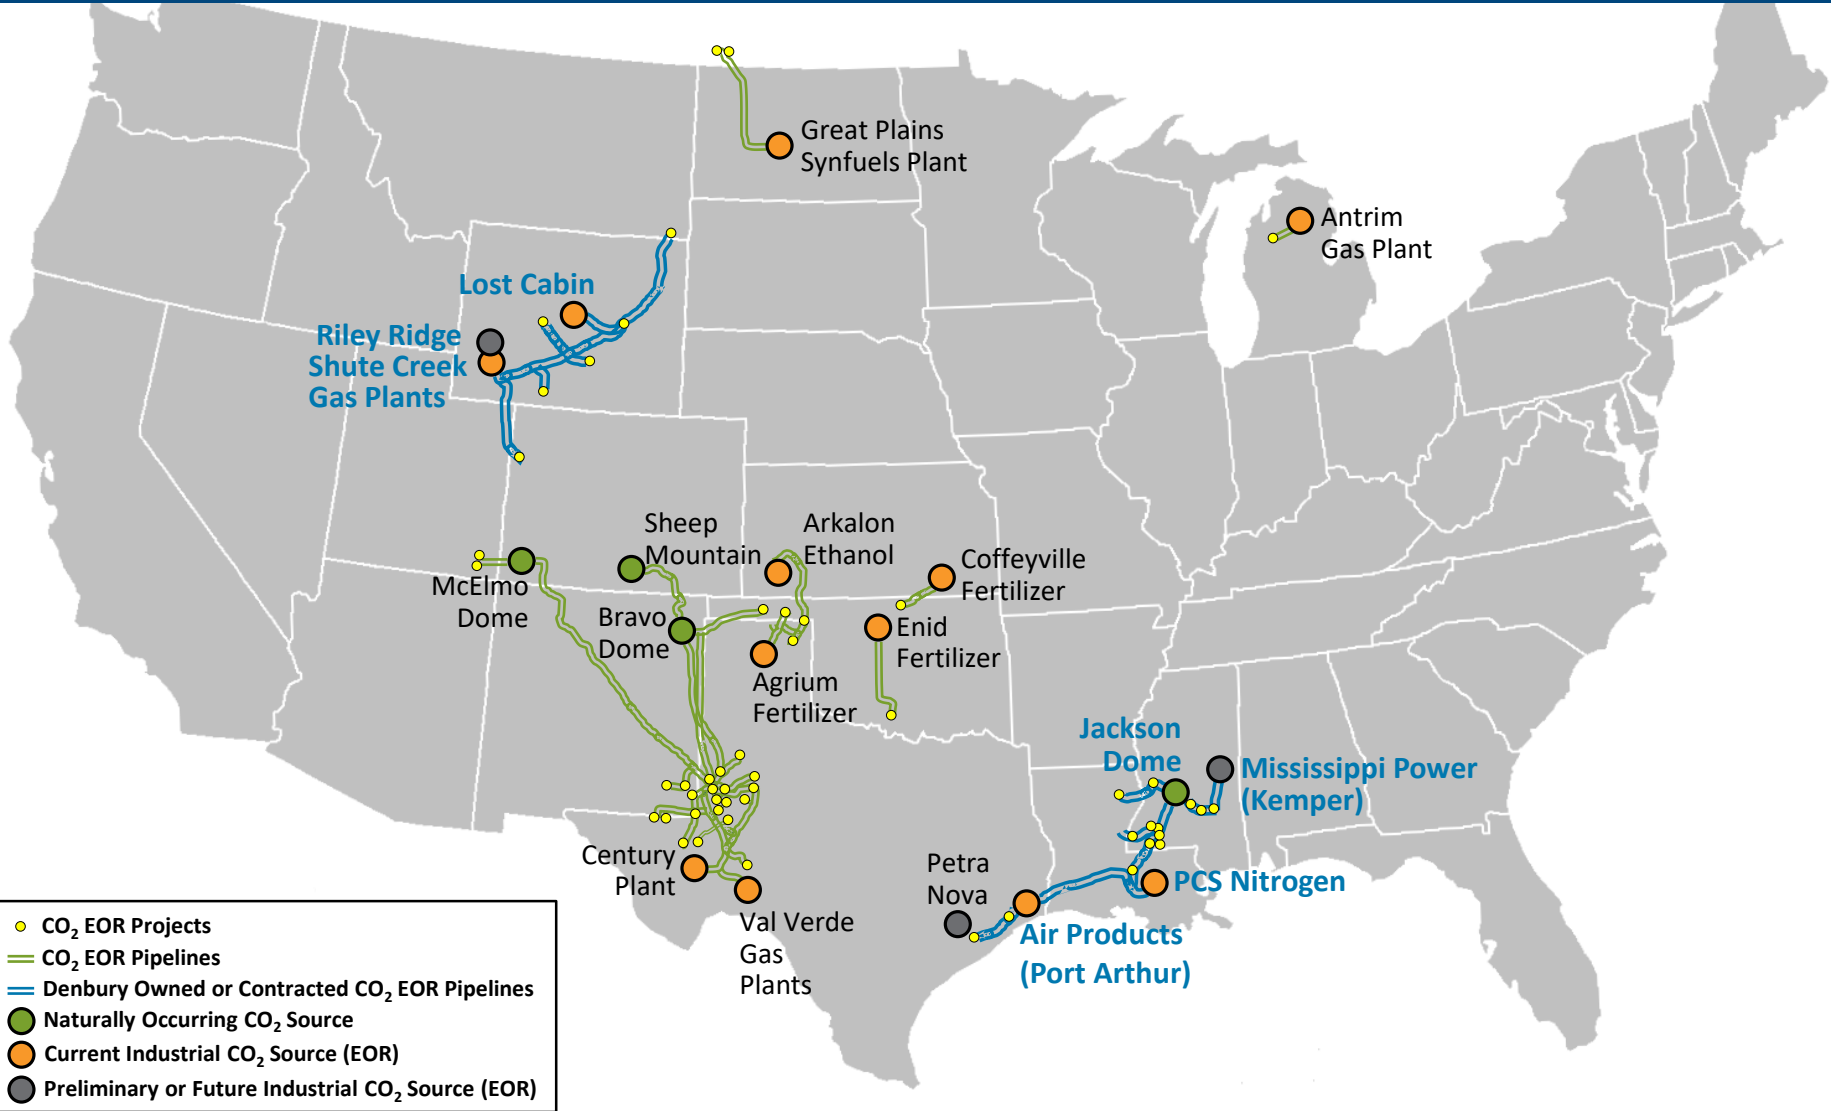 Great Plains
Synfuels Plant
Antrim
Gas Plant
Lost Cabin
Riley Ridge
Shute Creek
Gas Plants
Sheep
Mountain
Arkalon
Ethanol
Coffeyville
Fertilizer
McElmo
Dome
Bravo
Dome
Enid
Fertilizer
Agrium
Fertilizer
Jackson
Dome
Mississippi Power
(Kemper)
Century
Plant
Petra
Nova
PCS Nitrogen
Val Verde
Gas
Plants
Air Products
(Port Arthur)
CO₂ EOR Projects
CO₂ EOR Pipelines
Denbury Owned or Contracted CO₂ EOR Pipelines
Naturally Occurring CO₂ Source
Current Industrial CO₂ Source (EOR)
Preliminary or Future Industrial CO₂ Source (EOR)